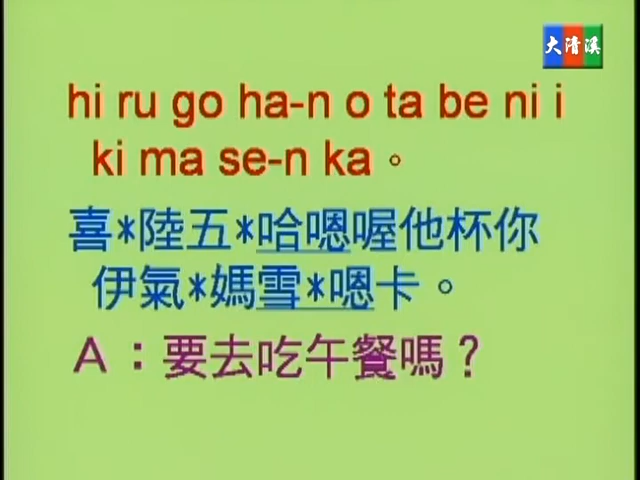 大清溪
hi ru go ha-n o ta be ni i
ki ma se-n ka。
喜*陸五*哈嗯喔他杯你
伊氣*媽雪*嗯卡。
A：要去吃午餐嗎？